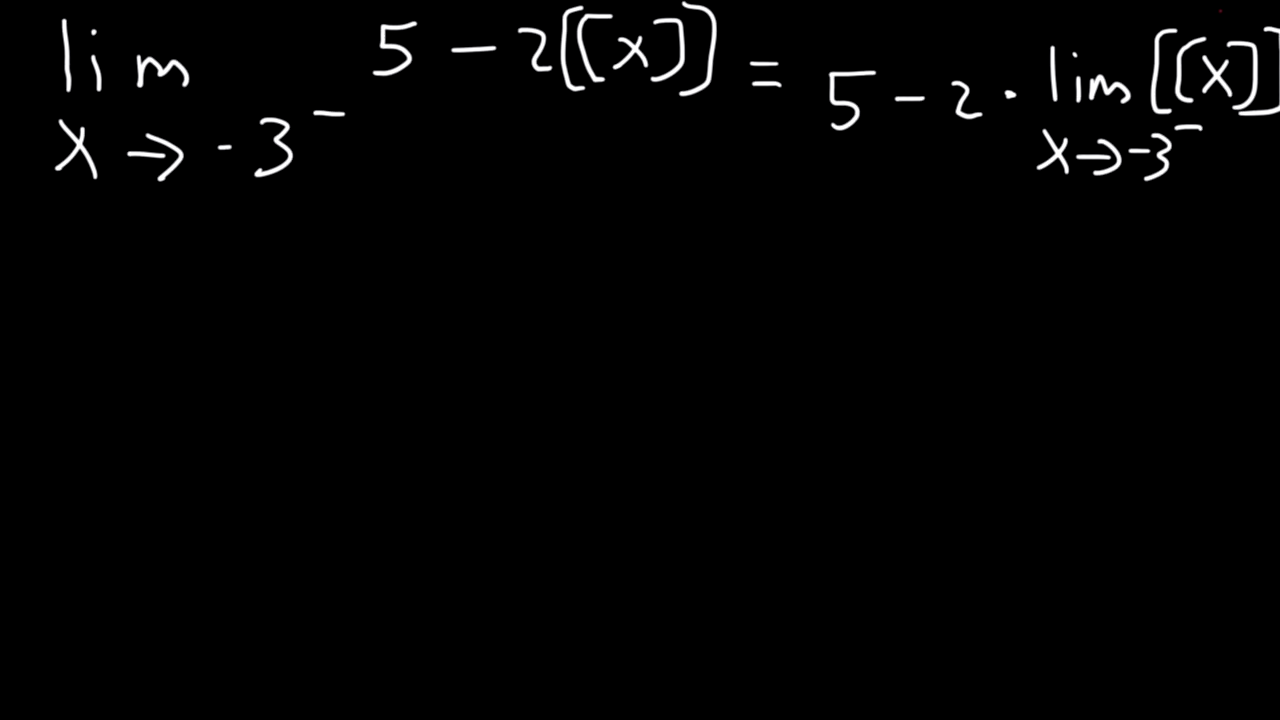 lim 5 - 2[[x]] = 5 - 2 · lim [[x]]
x → -3⁻ x → -3⁻